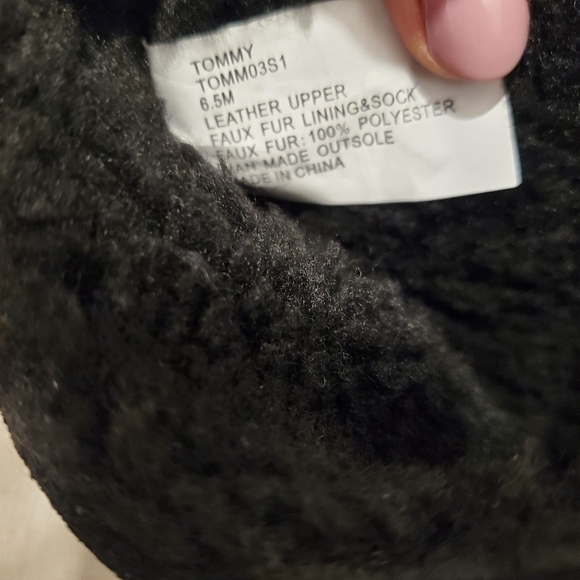 TOMMY
TOMM03S1
6.5M
LEATHER UPPER
FAUX FUR LINING&SOCK
FAUX FUR: 100% POLYESTER
MAN MADE OUTSOLE
MADE IN CHINA